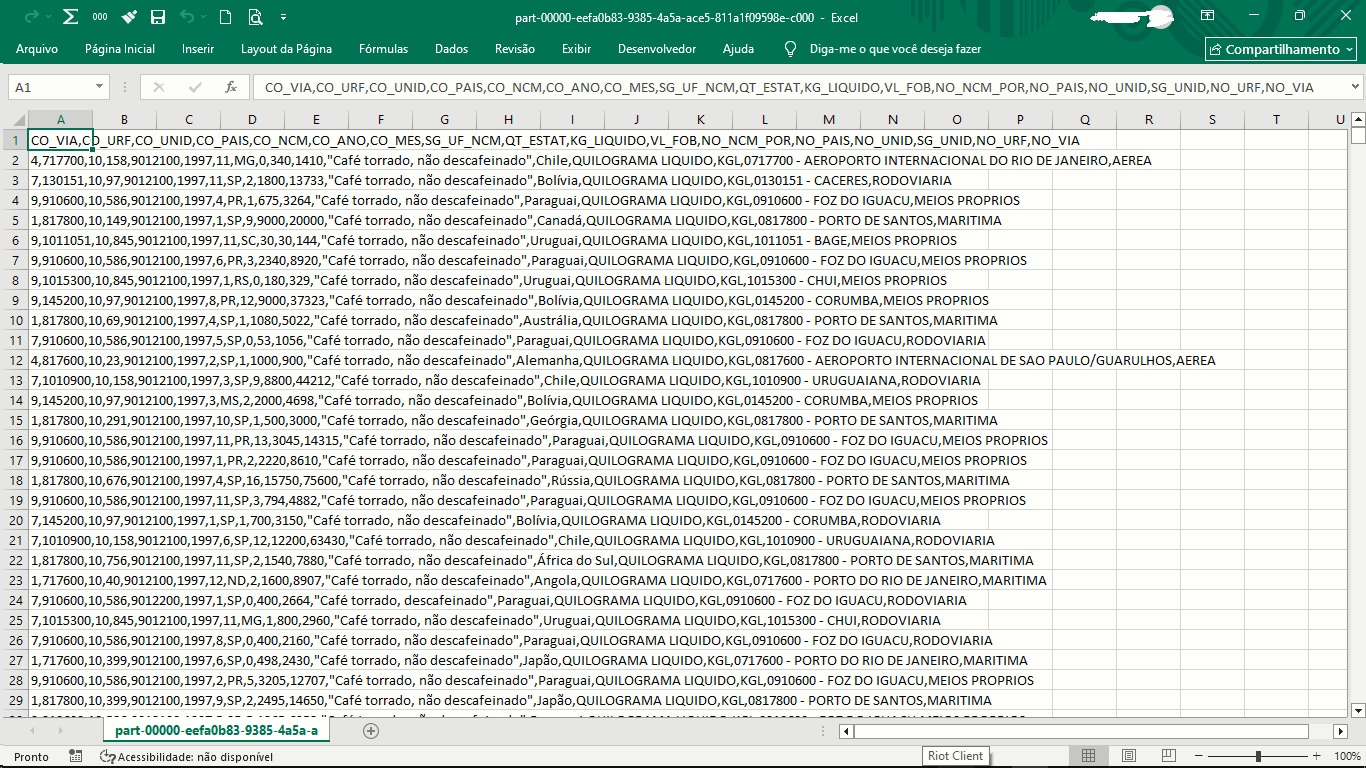 part-00000-eefa0b83-9385-4a5a-ace5-811a1f09598e-c000 - Excel
Arquivo Página Inicial Inserir Layout da Página Fórmulas Dados Revisão Exibir Desenvolvedor Ajuda Diga-me o que você deseja fazer Compartilhamento
A1 fx CO_VIA,CO_URF,CO_UNID,CO_PAIS,CO_NCM,CO_ANO,CO_MES,SG_UF_NCM,QT_ESTAT,KG_LIQUIDO,VL_FOB,NO_NCM_POR,NO_PAIS,NO_UNID,SG_UNID,NO_URF,NO_VIA
A B C D E F G H I J K L M N O P Q R S T U
1 CO_VIA,CO_URF,CO_UNID,CO_PAIS,CO_NCM,CO_ANO,CO_MES,SG_UF_NCM,QT_ESTAT,KG_LIQUIDO,VL_FOB,NO_NCM_POR,NO_PAIS,NO_UNID,SG_UNID,NO_URF,NO_VIA
2 4,717700,10,158,9012100,1997,11,MG,0,340,1410,"Café torrado, não descafeinado",Chile,QUILOGRAMA LIQUIDO,KGL,0717700 - AEROPORTO INTERNACIONAL DO RIO DE JANEIRO,AEREA
3 7,130151,10,97,9012100,1997,11,SP,2,1800,13733,"Café torrado, não descafeinado",Bolívia,QUILOGRAMA LIQUIDO,KGL,0130151 - CACERES,RODOVIARIA
4 9,910600,10,586,9012100,1997,4,PR,1,675,3264,"Café torrado, não descafeinado",Paraguai,QUILOGRAMA LIQUIDO,KGL,0910600 - FOZ DO IGUACU,MEIOS PROPRIOS
5 1,817800,10,149,9012100,1997,1,SP,9,9000,20000,"Café torrado, não descafeinado",Canadá,QUILOGRAMA LIQUIDO,KGL,0817800 - PORTO DE SANTOS,MARITIMA
6 9,1011051,10,845,9012100,1997,11,SC,30,30,144,"Café torrado, não descafeinado",Uruguai,QUILOGRAMA LIQUIDO,KGL,1011051 - BAGE,MEIOS PROPRIOS
7 9,910600,10,586,9012100,1997,6,PR,3,2340,8920,"Café torrado, não descafeinado",Paraguai,QUILOGRAMA LIQUIDO,KGL,0910600 - FOZ DO IGUACU,MEIOS PROPRIOS
8 9,1015300,10,845,9012100,1997,1,RS,0,180,329,"Café torrado, não descafeinado",Uruguai,QUILOGRAMA LIQUIDO,KGL,1015300 - CHUI,MEIOS PROPRIOS
9 9,145200,10,97,9012100,1997,8,PR,12,9000,37323,"Café torrado, não descafeinado",Bolívia,QUILOGRAMA LIQUIDO,KGL,0145200 - CORUMBA,MEIOS PROPRIOS
10 1,817800,10,69,9012100,1997,4,SP,1,1080,5022,"Café torrado, não descafeinado",Austrália,QUILOGRAMA LIQUIDO,KGL,0817800 - PORTO DE SANTOS,MARITIMA
11 7,910600,10,586,9012100,1997,5,SP,0,53,1056,"Café torrado, não descafeinado",Paraguai,QUILOGRAMA LIQUIDO,KGL,0910600 - FOZ DO IGUACU,RODOVIARIA
12 4,817600,10,23,9012100,1997,2,SP,1,1000,900,"Café torrado, não descafeinado",Alemanha,QUILOGRAMA LIQUIDO,KGL,0817600 - AEROPORTO INTERNACIONAL DE SAO PAULO/GUARULHOS,AEREA
13 7,1010900,10,158,9012100,1997,3,SP,9,8800,44212,"Café torrado, não descafeinado",Chile,QUILOGRAMA LIQUIDO,KGL,1010900 - URUGUAIANA,RODOVIARIA
14 9,145200,10,97,9012100,1997,3,MS,2,2000,4698,"Café torrado, não descafeinado",Bolívia,QUILOGRAMA LIQUIDO,KGL,0145200 - CORUMBA,MEIOS PROPRIOS
15 1,817800,10,291,9012100,1997,10,SP,1,500,3000,"Café torrado, não descafeinado",Geórgia,QUILOGRAMA LIQUIDO,KGL,0817800 - PORTO DE SANTOS,MARITIMA
16 9,910600,10,586,9012100,1997,11,PR,13,3045,14315,"Café torrado, não descafeinado",Paraguai,QUILOGRAMA LIQUIDO,KGL,0910600 - FOZ DO IGUACU,MEIOS PROPRIOS
17 9,910600,10,586,9012100,1997,1,PR,2,2220,8610,"Café torrado, não descafeinado",Paraguai,QUILOGRAMA LIQUIDO,KGL,0910600 - FOZ DO IGUACU,MEIOS PROPRIOS
18 1,817800,10,676,9012100,1997,4,SP,16,15750,75600,"Café torrado, não descafeinado",Rússia,QUILOGRAMA LIQUIDO,KGL,0817800 - PORTO DE SANTOS,MARITIMA
19 9,910600,10,586,9012100,1997,11,SP,3,794,4882,"Café torrado, não descafeinado",Paraguai,QUILOGRAMA LIQUIDO,KGL,0910600 - FOZ DO IGUACU,MEIOS PROPRIOS
20 7,145200,10,97,9012100,1997,1,SP,1,700,3150,"Café torrado, não descafeinado",Bolívia,QUILOGRAMA LIQUIDO,KGL,0145200 - CORUMBA,RODOVIARIA
21 7,1010900,10,158,9012100,1997,6,SP,12,12200,63430,"Café torrado, não descafeinado",Chile,QUILOGRAMA LIQUIDO,KGL,1010900 - URUGUAIANA,RODOVIARIA
22 1,817800,10,756,9012100,1997,11,SP,2,1540,7880,"Café torrado, não descafeinado",África do Sul,QUILOGRAMA LIQUIDO,KGL,0817800 - PORTO DE SANTOS,MARITIMA
23 1,717600,10,40,9012100,1997,12,ND,2,1600,8907,"Café torrado, não descafeinado",Angola,QUILOGRAMA LIQUIDO,KGL,0717600 - PORTO DO RIO DE JANEIRO,MARITIMA
24 7,910600,10,586,9012200,1997,1,SP,0,400,2664,"Café torrado, descafeinado",Paraguai,QUILOGRAMA LIQUIDO,KGL,0910600 - FOZ DO IGUACU,RODOVIARIA
25 7,1015300,10,845,9012100,1997,11,MG,1,800,2960,"Café torrado, não descafeinado",Uruguai,QUILOGRAMA LIQUIDO,KGL,1015300 - CHUI,RODOVIARIA
26 7,910600,10,586,9012100,1997,8,SP,0,400,2160,"Café torrado, não descafeinado",Paraguai,QUILOGRAMA LIQUIDO,KGL,0910600 - FOZ DO IGUACU,RODOVIARIA
27 1,717600,10,399,9012100,1997,6,SP,0,498,2430,"Café torrado, não descafeinado",Japão,QUILOGRAMA LIQUIDO,KGL,0717600 - PORTO DO RIO DE JANEIRO,MARITIMA
28 9,910600,10,586,9012100,1997,2,PR,5,3205,12707,"Café torrado, não descafeinado",Paraguai,QUILOGRAMA LIQUIDO,KGL,0910600 - FOZ DO IGUACU,MEIOS PROPRIOS
29 1,817800,10,399,9012100,1997,9,SP,2,2495,14650,"Café torrado, não descafeinado",Japão,QUILOGRAMA LIQUIDO,KGL,0817800 - PORTO DE SANTOS,MARITIMA
part-00000-eefa0b83-9385-4a5a-a
Pronto Acessibilidade: não disponível Riot Client 100%